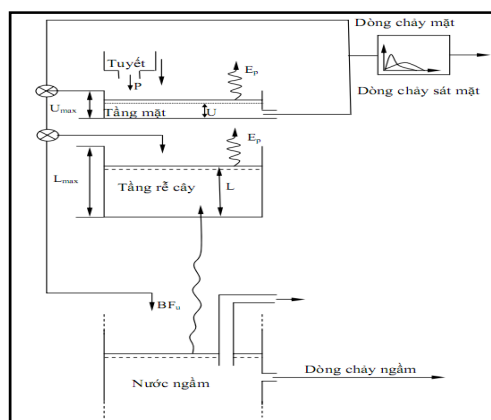 Dòng chảy mặt
Tuyết
P
Ep
Dòng chảy sát mặt
Umax
Tầng mặt
U
Ep
Lmax
Tầng rễ cây
L
BFu
Dòng chảy ngầm
Nước ngầm